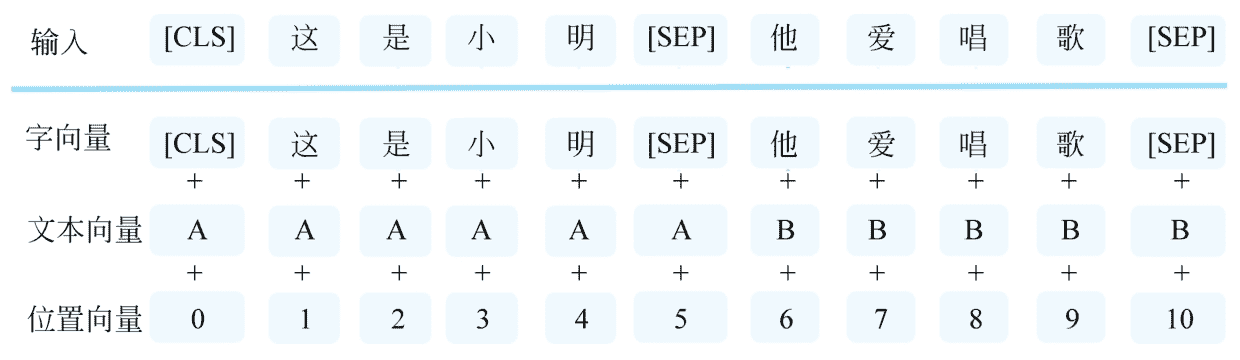 输入 [CLS] 这 是 小 明 [SEP] 他 爱 唱 歌 [SEP]
字向量 [CLS] 这 是 小 明 [SEP] 他 爱 唱 歌 [SEP]
+ + + + + + + + + + +
文本向量 A A A A A A B B B B B
+ + + + + + + + + + +
位置向量 0 1 2 3 4 5 6 7 8 9 10